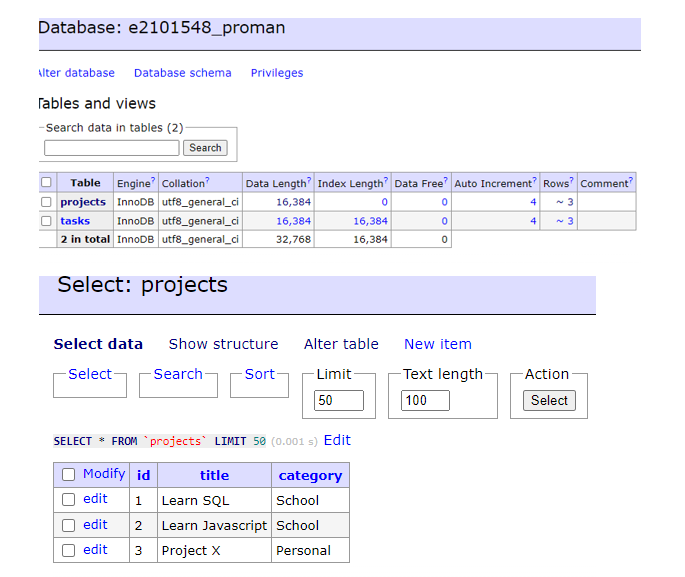 Database: e2101548_proman
Alter database Database schema Privileges
Tables and views
Search data in tables (2)
Search
Table Engine? Collation? Data Length? Index Length? Data Free? Auto Increment? Rows? Comment?
projects InnoDB utf8_general_ci 16,384 0 0 4 ~ 3
tasks InnoDB utf8_general_ci 16,384 16,384 0 4 ~ 3
2 in total InnoDB utf8_general_ci 32,768 16,384 0
Select: projects
Select data Show structure Alter table New item
Select Search Sort Limit Text length Action
50 100 Select
SELECT * FROM `projects` LIMIT 50 (0.001 s) Edit
Modify id title category
edit 1 Learn SQL School
edit 2 Learn Javascript School
edit 3 Project X Personal